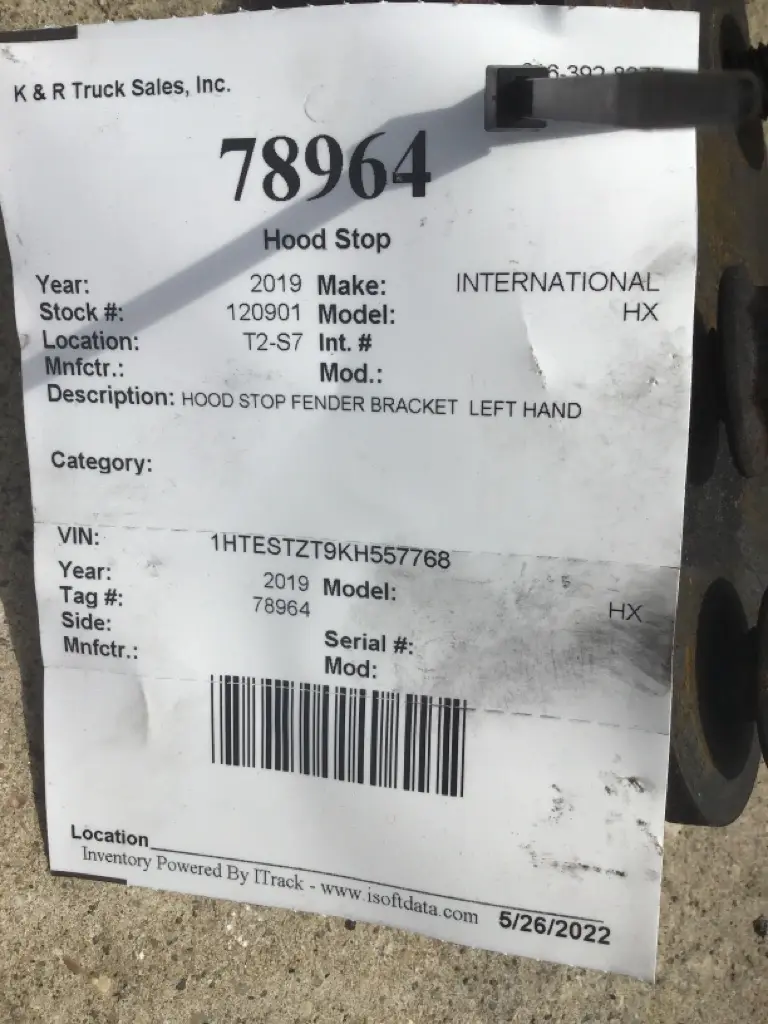 K & R Truck Sales, Inc.
78964
Hood Stop
Year: 2019 Make: INTERNATIONAL
Stock #: 120901 Model: HX
Location: T2-S7 Int. #
Mnfctr.: Mod.:
Description: HOOD STOP FENDER BRACKET LEFT HAND
Category:
VIN: 1HTESTZT9KH557768
Year: 2019 Model: HX
Tag #: 78964
Side: Serial #:
Mnfctr.: Mod:
Location
Inventory Powered By ITrack - www.isoftdata.com 5/26/2022